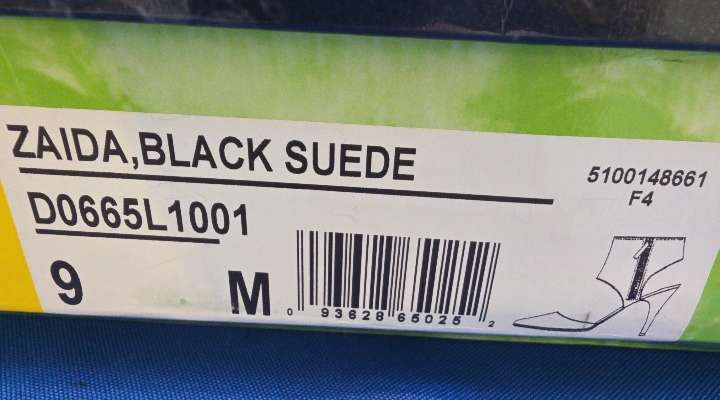 ZAIDA,BLACK SUEDE
5100148661
F4
D0665L1001
9 M
0 93628 65025 2